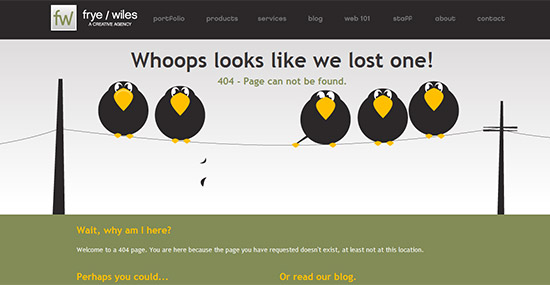 fw
frye / wiles
A CREATIVE AGENCY
portfolio products services blog web 101 staff about contact
Whoops looks like we lost one!
404 - Page can not be found.
Wait, why am I here?
Welcome to a 404 page. You are here because the page you have requested doesn't exist, at least not at this location.
Perhaps you could...
Or read our blog.